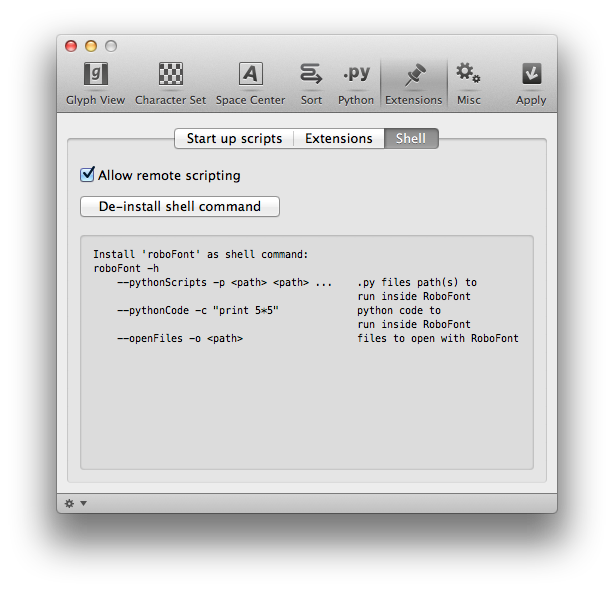 g A .py
Glyph View Character Set Space Center Sort Python Extensions Misc Apply
Start up scripts Extensions Shell
Allow remote scripting
De-install shell command
Install 'roboFont' as shell command:
roboFont -h
--pythonScripts -p <path> <path> ... .py files path(s) to
run inside RoboFont
--pythonCode -c "print 5*5" python code to
run inside RoboFont
--openFiles -o <path> files to open with RoboFont